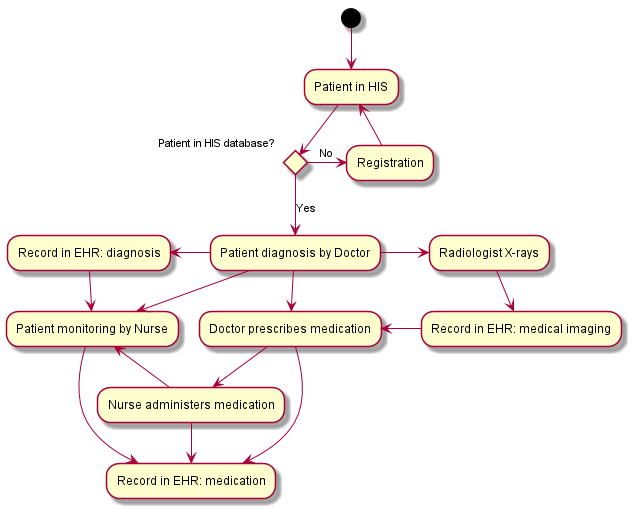 Patient in HIS
Patient in HIS database?
No
Registration
Yes
Record in EHR: diagnosis
Patient diagnosis by Doctor
Radiologist X-rays
Patient monitoring by Nurse
Doctor prescribes medication
Record in EHR: medical imaging
Nurse administers medication
Record in EHR: medication